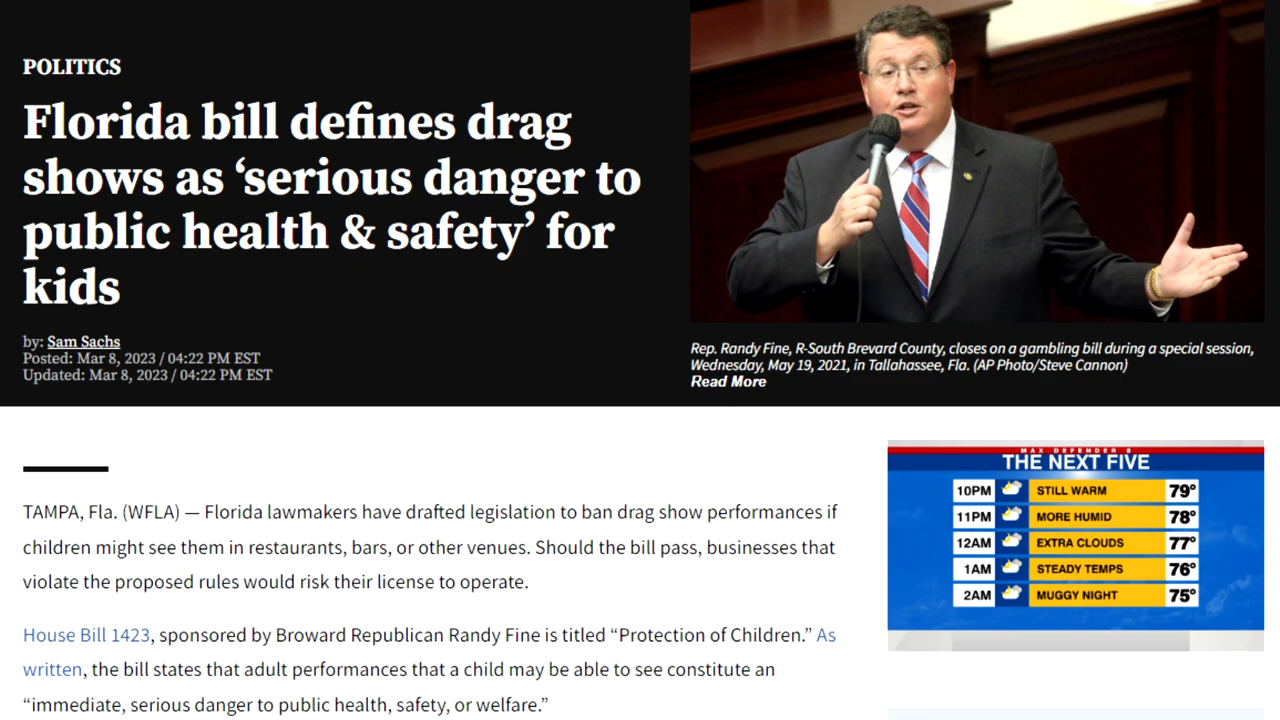 POLITICS
Florida bill defines drag
shows as ‘serious danger to
public health & safety’ for
kids
by: Sam Sachs
Posted: Mar 8, 2023 / 04:22 PM EST
Updated: Mar 8, 2023 / 04:22 PM EST
Rep. Randy Fine, R-South Brevard County, closes on a gambling bill during a special session,
Wednesday, May 19, 2021, in Tallahassee, Fla. (AP Photo/Steve Cannon)
Read More
TAMPA, Fla. (WFLA) — Florida lawmakers have drafted legislation to ban drag show performances if
children might see them in restaurants, bars, or other venues. Should the bill pass, businesses that
violate the proposed rules would risk their license to operate.
House Bill 1423, sponsored by Broward Republican Randy Fine is titled “Protection of Children.” As
written, the bill states that adult performances that a child may be able to see constitute an
“immediate, serious danger to public health, safety, or welfare.”
MAX DEFENDER 8
THE NEXT FIVE
10PM STILL WARM 79°
11PM MORE HUMID 78°
12AM EXTRA CLOUDS 77°
1AM STEADY TEMPS 76°
2AM MUGGY NIGHT 75°